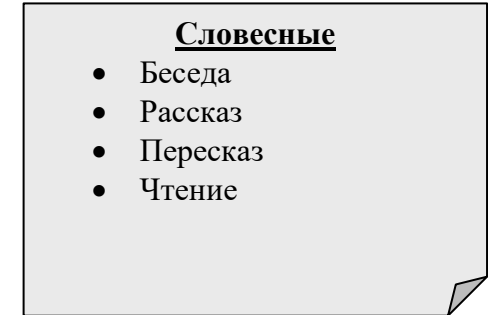 Словесные
• Беседа
• Рассказ
• Пересказ
• Чтение